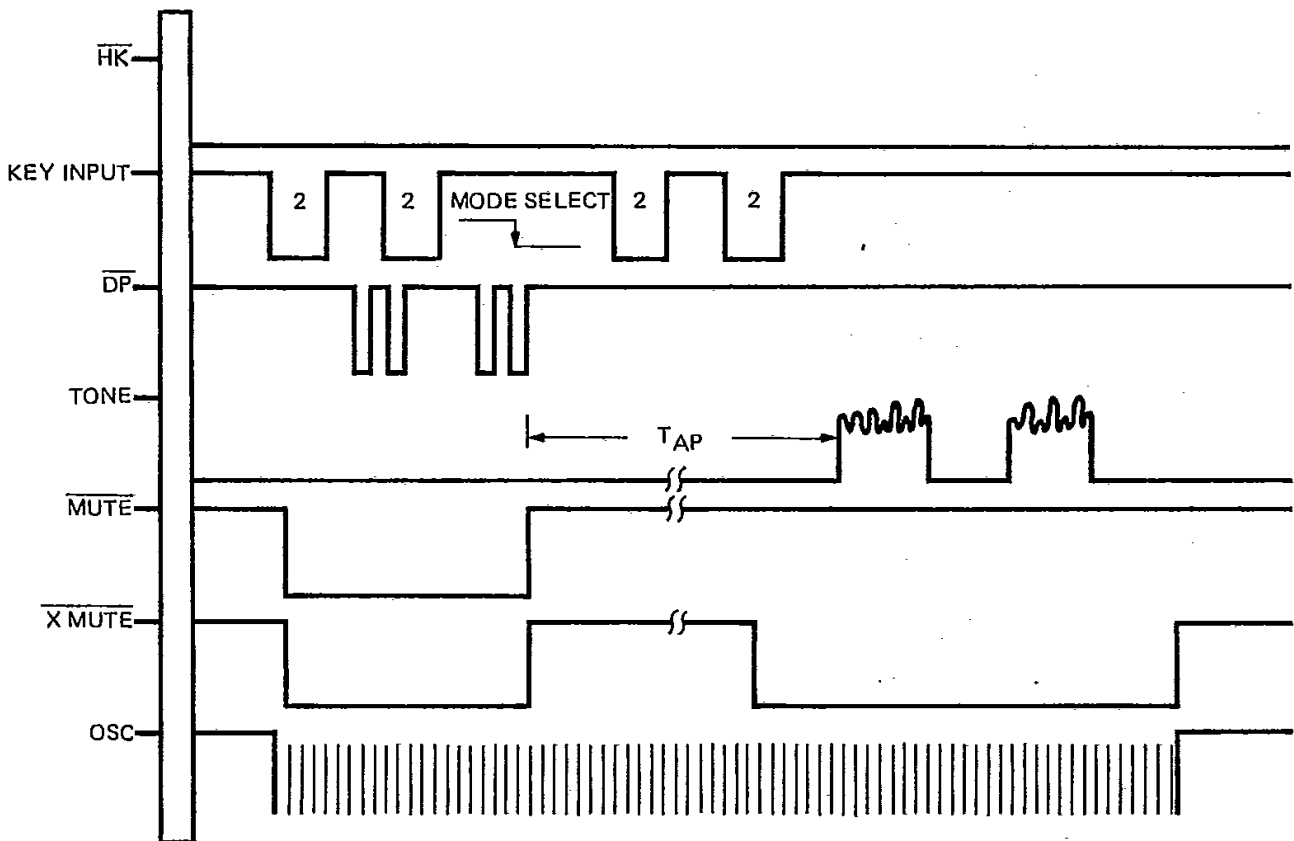 HK
KEY INPUT
2 2 MODE SELECT 2 2
DP
TONE
TAP
MUTE
X MUTE
OSC